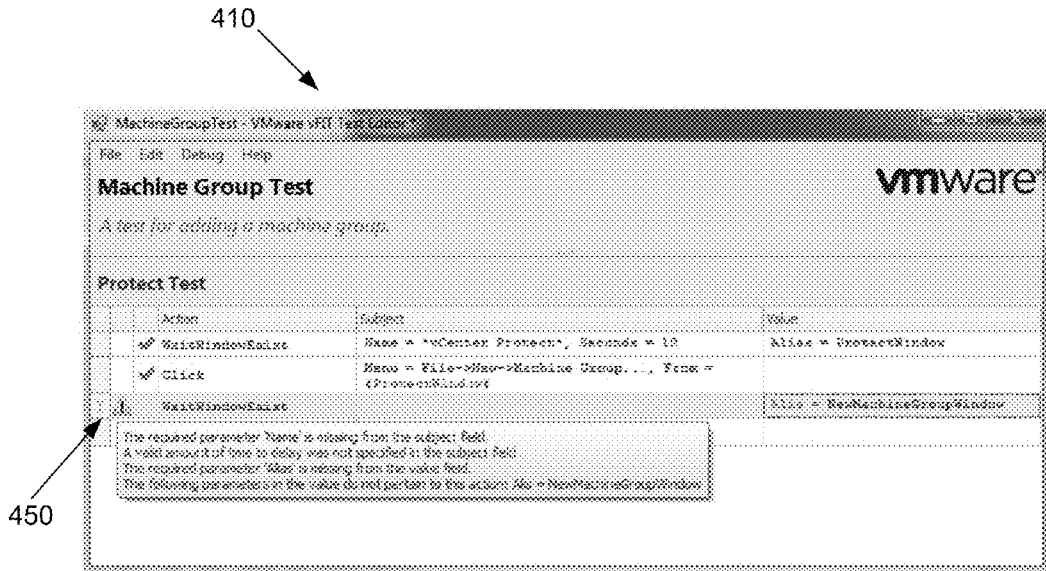 410
MachineGroupTest - VMware vFIT Test Editor *
File Edit Debug Help
Machine Group Test
vmware
A test for adding a machine group.
Protect Test
Action Subject Value
WaitWindowExist Name = *vCenter Protect*, Seconds = 10 Alias = ProtectWindow
Click Menu = File->New->Machine Group..., From =
{ProtectWindow}
WaitWindowExist Alis = NewMachineGroupWindow
The required parameter 'Name' is missing from the subject field.
A valid amount of time to delay was not specified in the subject field.
The required parameter 'Alias' is missing from the value field.
The following parameters in the value do not pertain to the action: Alis = NewMachineGroupWindow
450